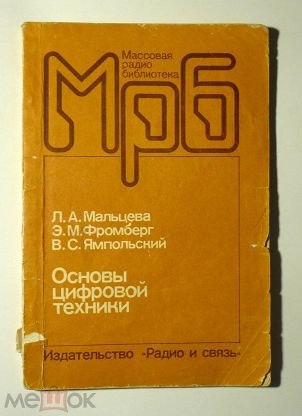 Массовая
радио
библиотека
Мрб
Л.А.Мальцева
Э.М.Фромберг
В.С.Ямпольский
Основы
цифровой
техники
Издательство «Радио и связь»
мешок